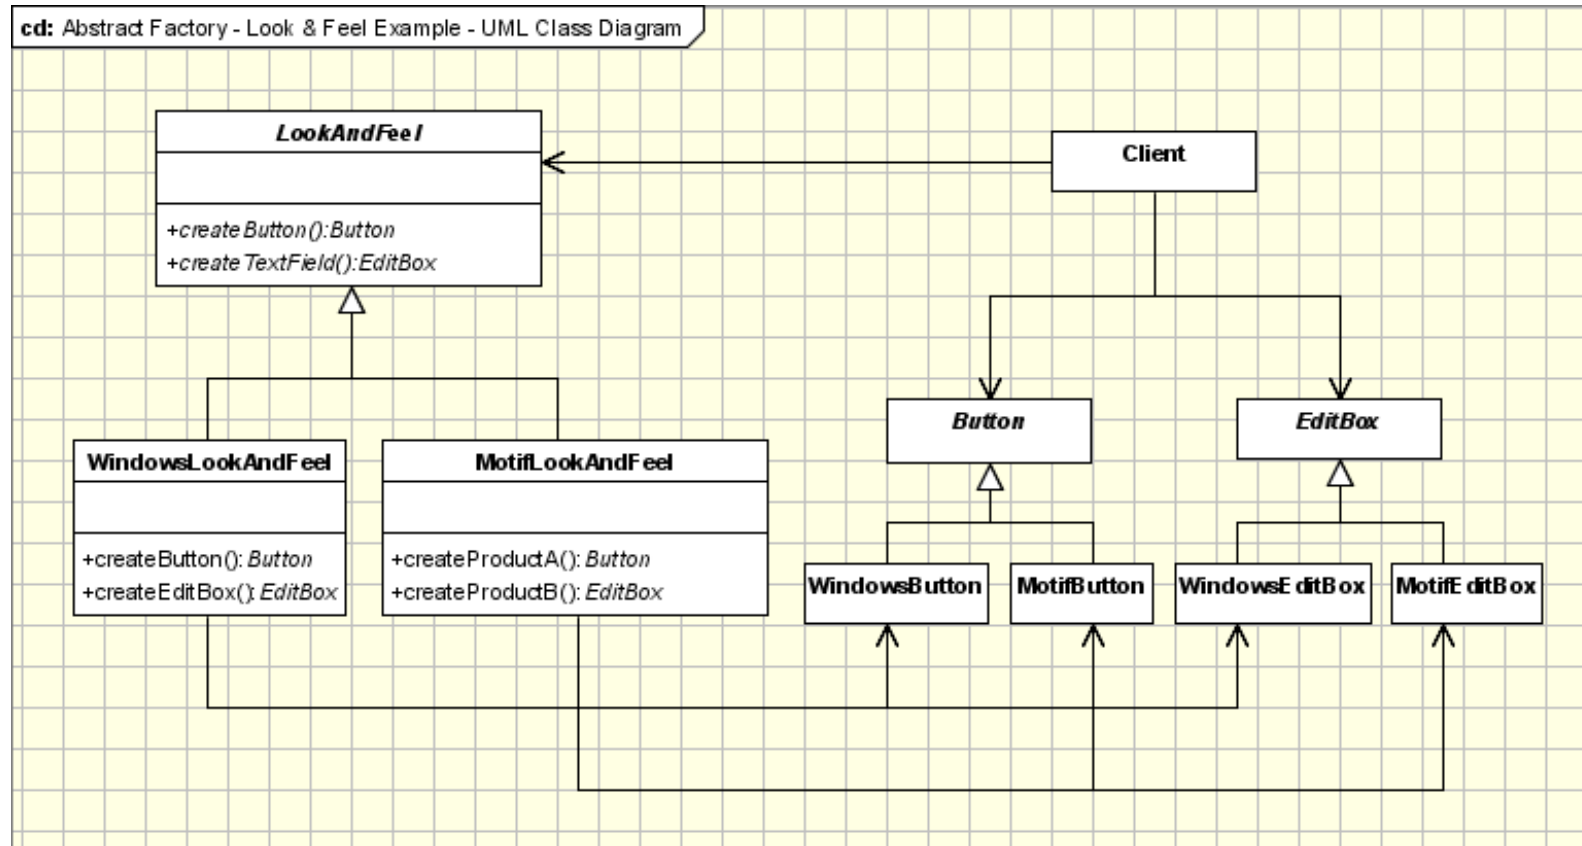 cd: Abstract Factory - Look & Feel Example - UML Class Diagram
LookAndFeel
+createButton():Button
+createTextField():EditBox
Client
Button
EditBox
WindowsLookAndFeel
+createButton(): Button
+createEditBox(): EditBox
MotifLookAndFeel
+createProductA(): Button
+createProductB(): EditBox
WindowsButton
MotifButton
WindowsEditBox
MotifEditBox